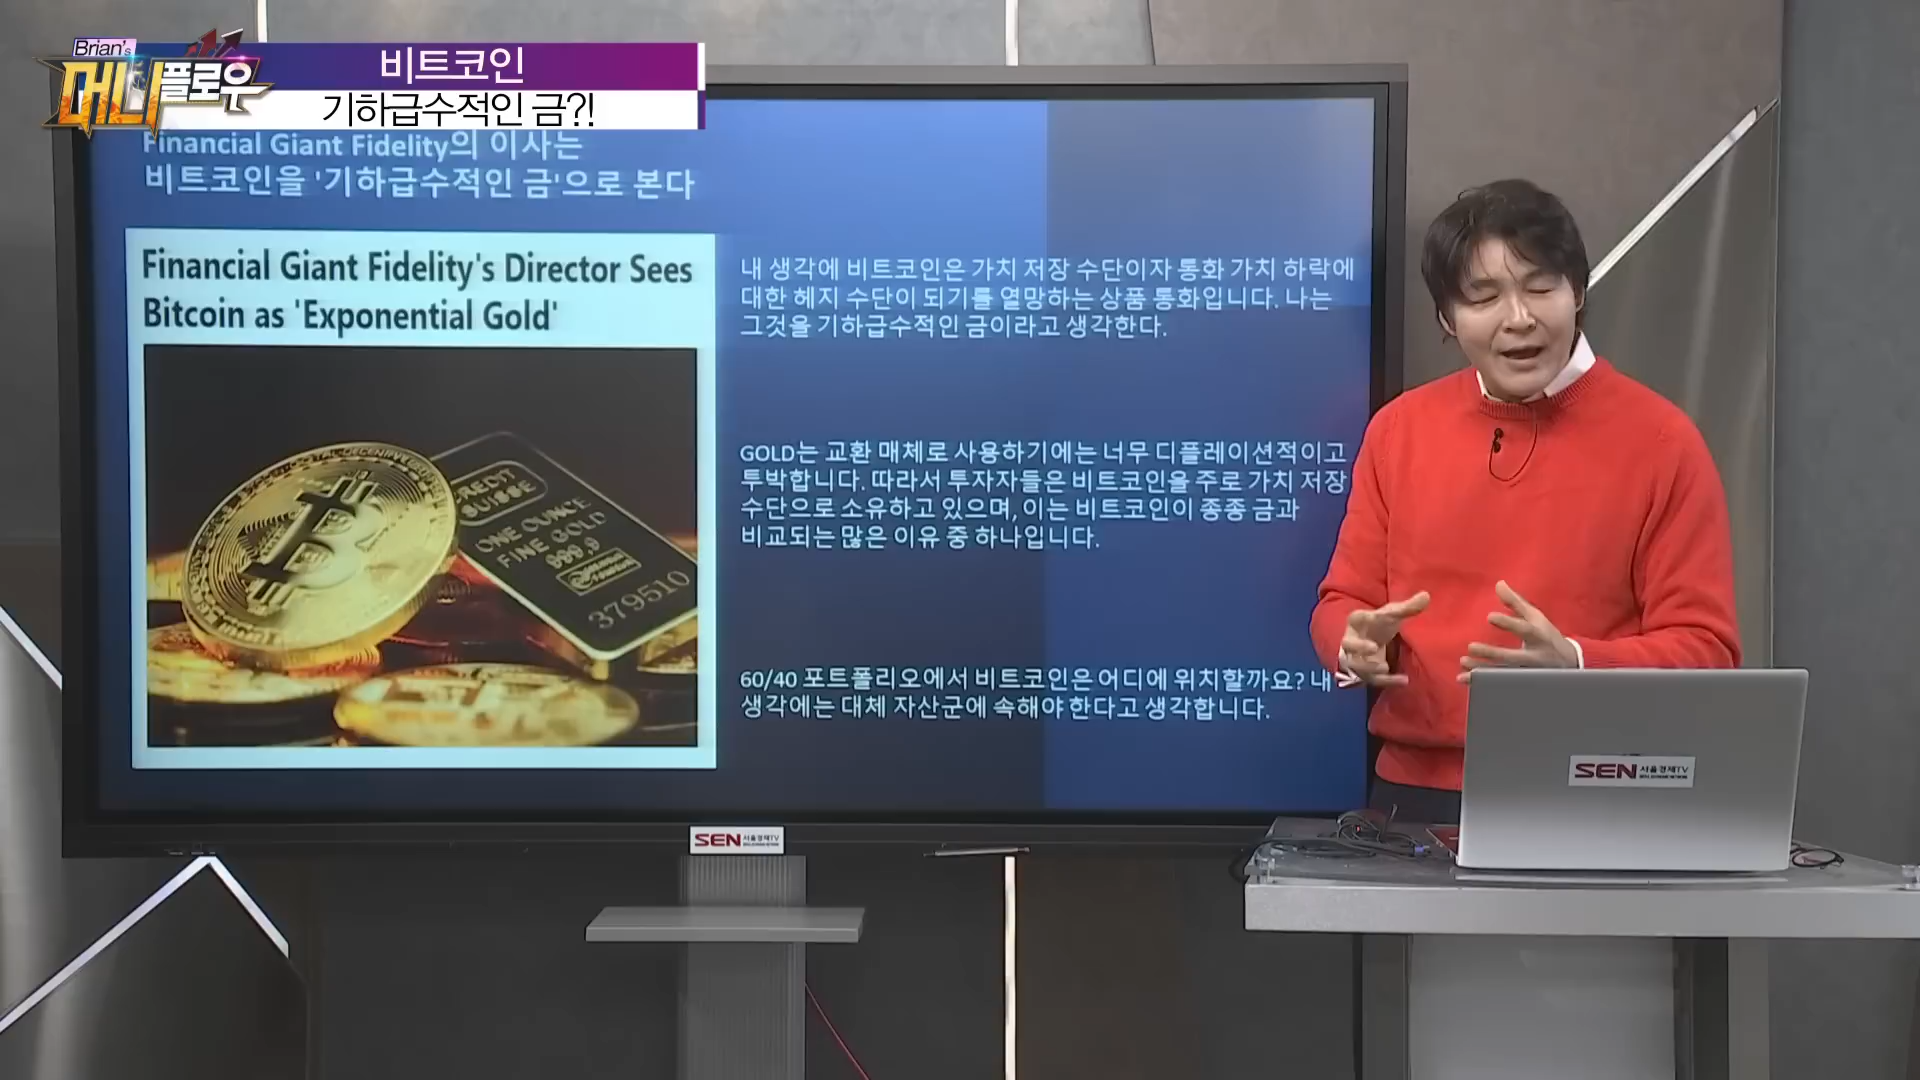 Brian's
머니플로우
비트코인
기하급수적인 금?!
Financial Giant Fidelity의 이사는
비트코인을 '기하급수적인 금'으로 본다
Financial Giant Fidelity's Director Sees
Bitcoin as 'Exponential Gold'
CREDIT
SUISSE
ONE OUNCE
FINE GOLD
999,9
379510
내 생각에 비트코인은 가치 저장 수단이자 통화 가치 하락에
대한 헤지 수단이 되기를 열망하는 상품 통화입니다. 나는
그것을 기하급수적인 금이라고 생각한다.
GOLD는 교환 매체로 사용하기에는 너무 디플레이션적이고
투박합니다. 따라서 투자자들은 비트코인을 주로 가치 저장
수단으로 소유하고 있으며, 이는 비트코인이 종종 금과
비교되는 많은 이유 중 하나입니다.
60/40 포트폴리오에서 비트코인은 어디에 위치할까요? 내
생각에는 대체 자산군에 속해야 한다고 생각합니다.
SEN 서울경제TV
SEN 서울경제TV